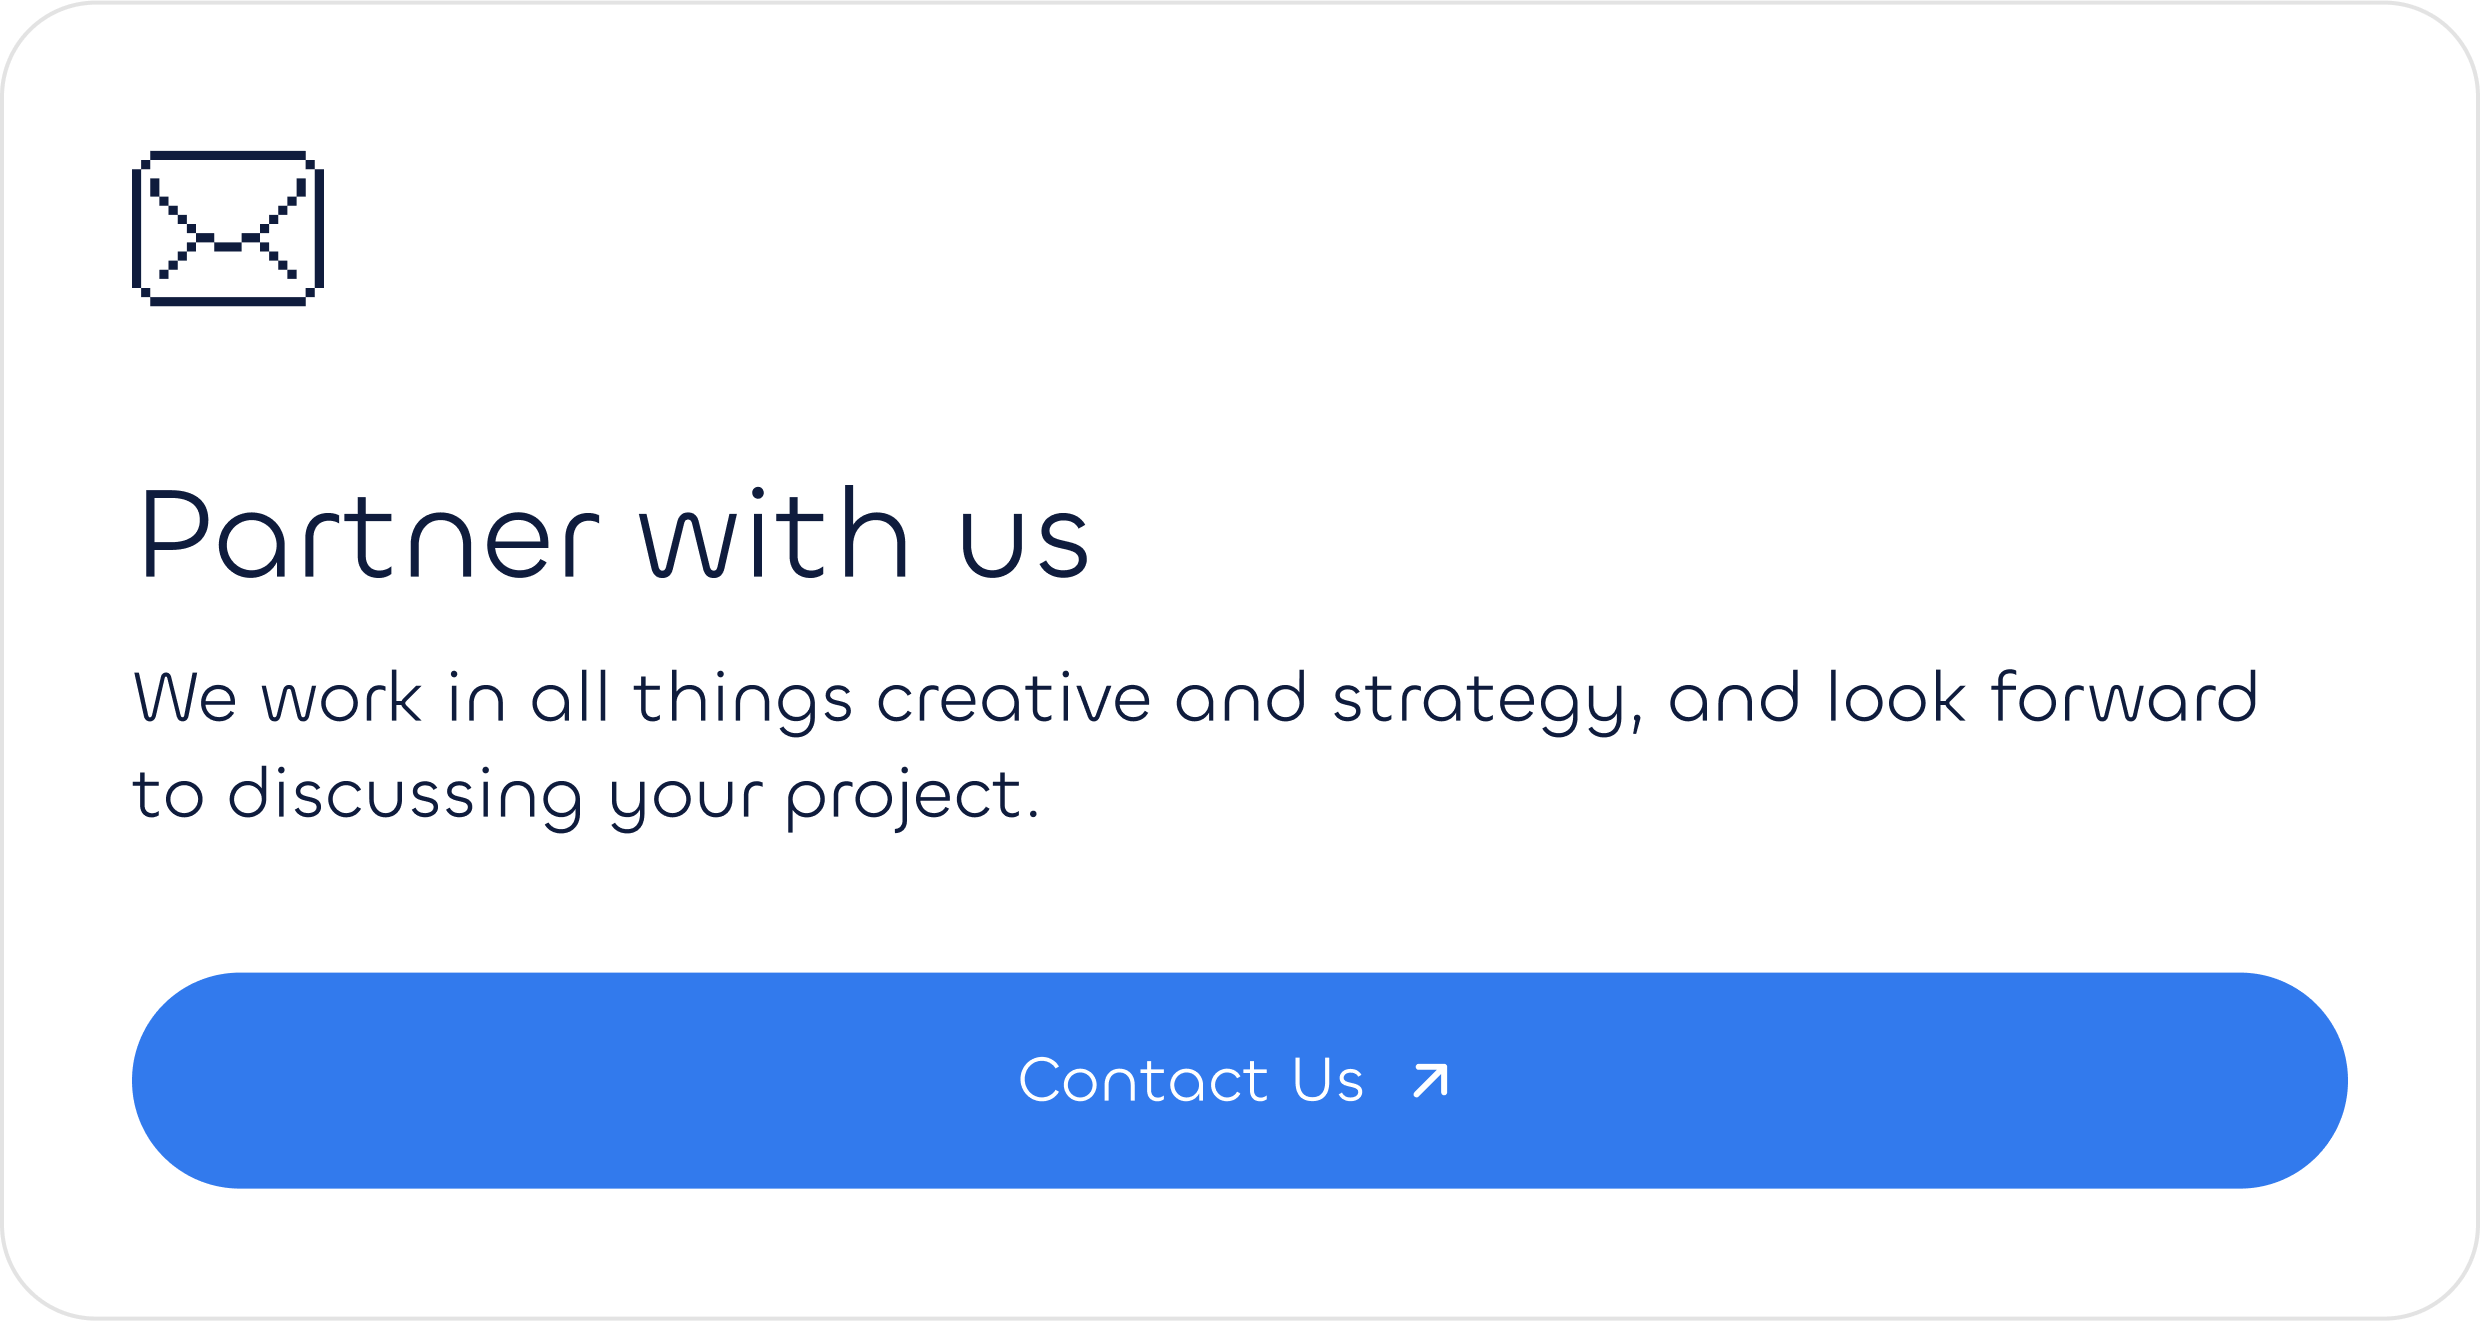 Partner with us
We work in all things creative and strategy, and look forward
to discussing your project.
Contact Us